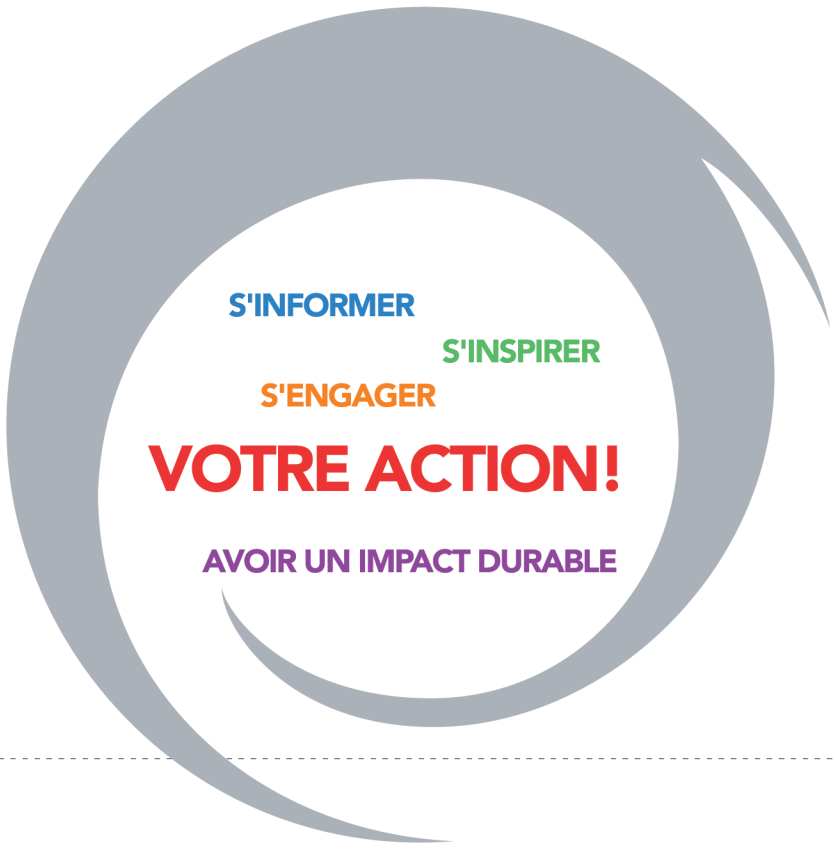 S'INFORMER
S'INSPIRER
S'ENGAGER
VOTRE ACTION!
AVOIR UN IMPACT DURABLE